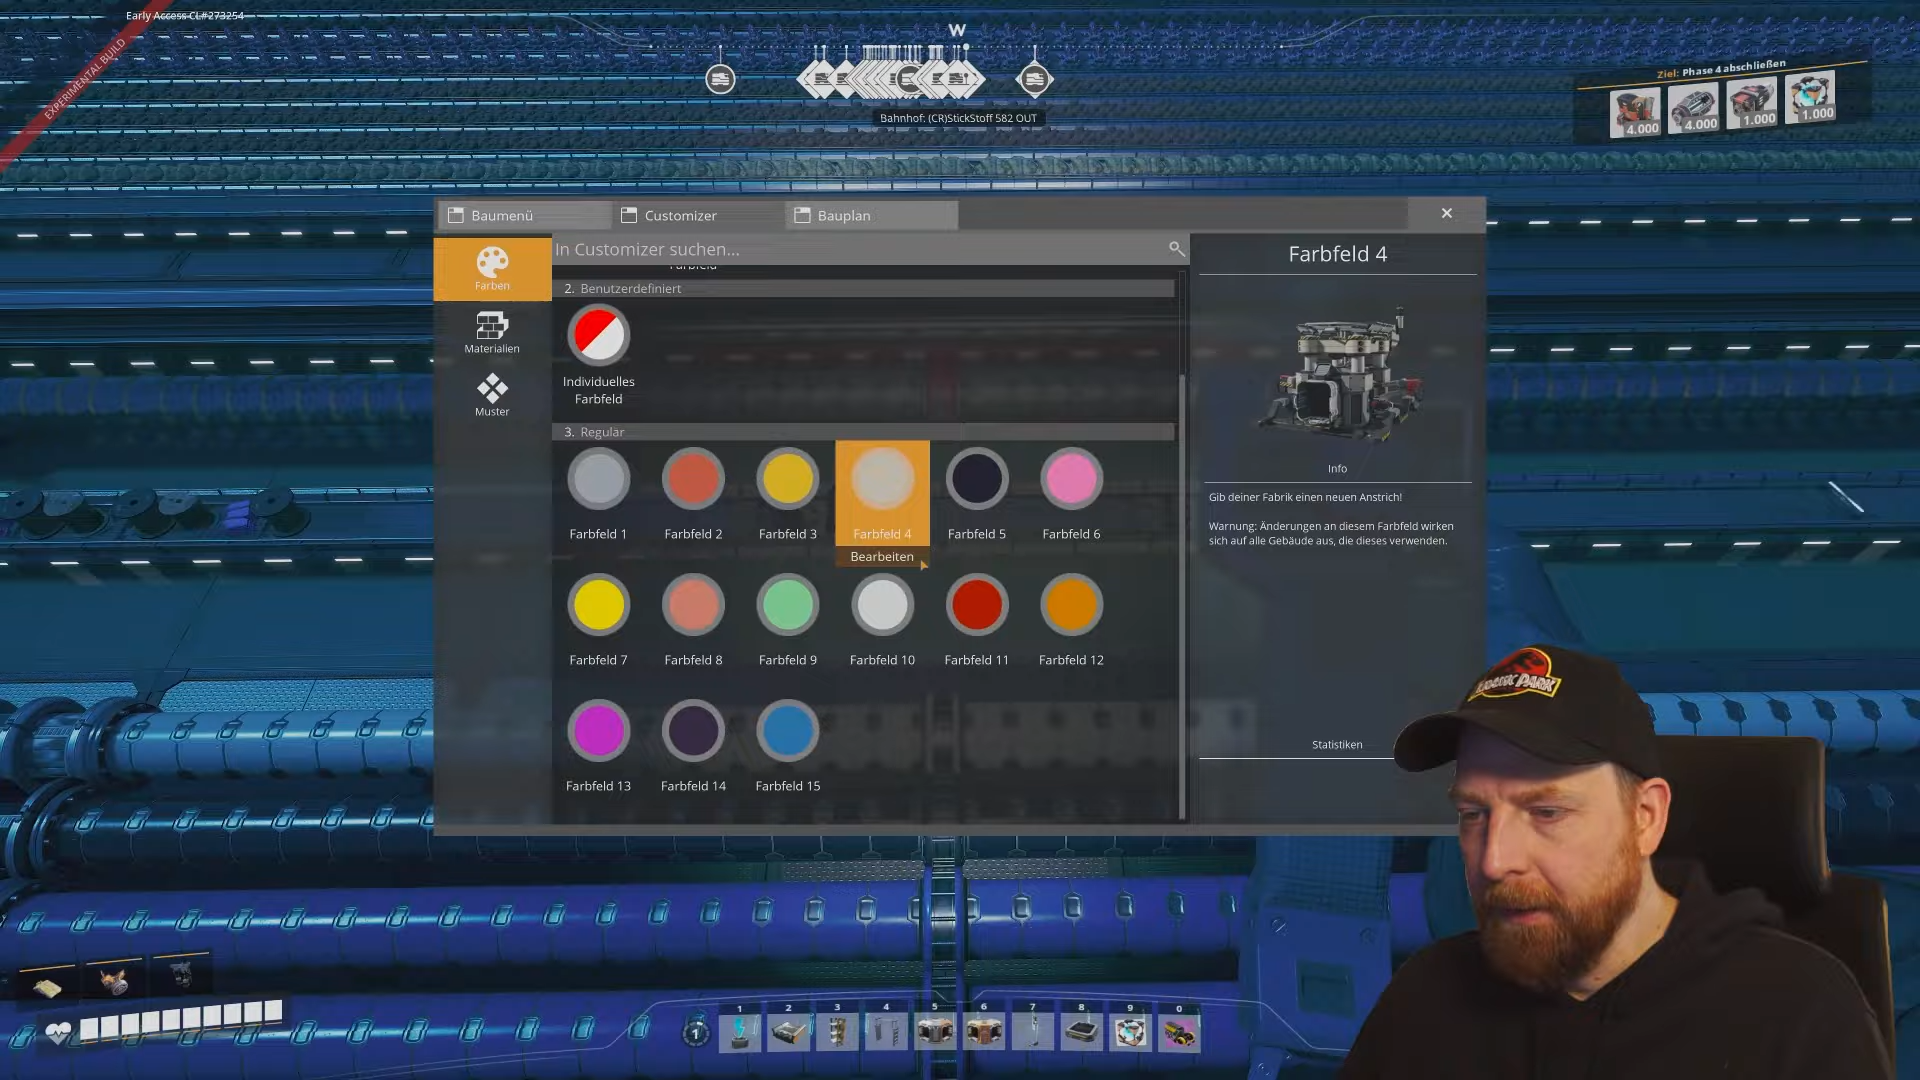 Early Access CL#273254
EXPERIMENTAL BUILD
W
Bahnhof: (CR)StickStoff 582 OUT
Ziel: Phase 4 abschließen
4.000
4.000
1.000
1.000
Baumenü
Customizer
Bauplan
Farben
Materialien
Muster
In Customizer suchen...
Farbfeld
2. Benutzerdefiniert
Individuelles
Farbfeld
3. Regular
Farbfeld 1
Farbfeld 2
Farbfeld 3
Farbfeld 4
Farbfeld 5
Farbfeld 6
Bearbeiten
Farbfeld 7
Farbfeld 8
Farbfeld 9
Farbfeld 10
Farbfeld 11
Farbfeld 12
Farbfeld 13
Farbfeld 14
Farbfeld 15
Farbfeld 4
Info
Gib deiner Fabrik einen neuen Anstrich!
Warnung: Änderungen an diesem Farbfeld wirken
sich auf alle Gebäude aus, die dieses verwenden.
Statistiken
JURASSIC PARK
1
1 2 3 4 5 6 7 8 9 0